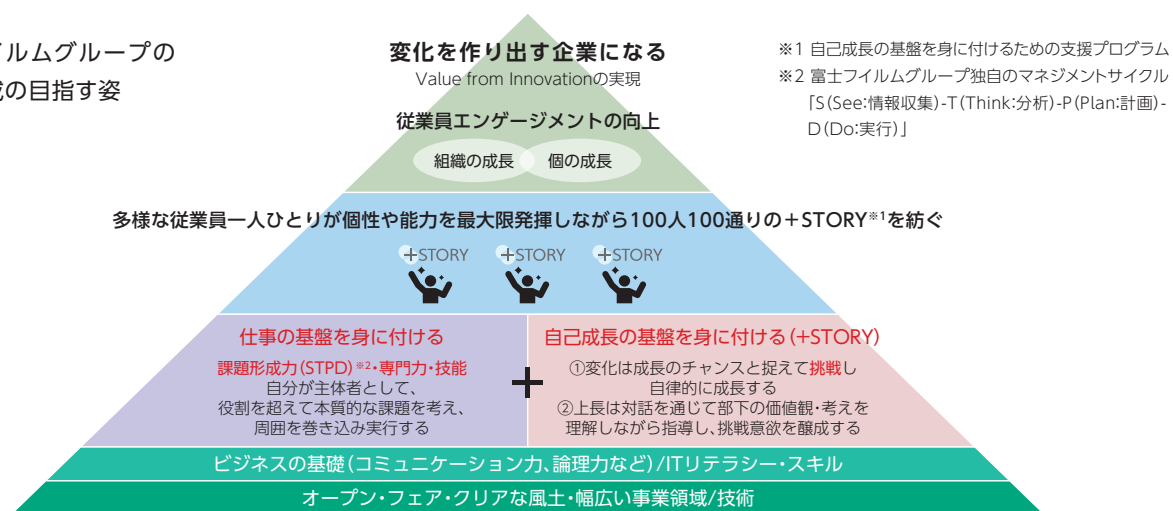 イルムグループの
の目指す姿
変化を作り出す企業になる
Value from Innovationの実現
従業員エンゲージメントの向上
組織の成長 個の成長
※1 自己成長の基盤を身に付けるための支援プログラム
※2 富士フイルムグループ独自のマネジメントサイクル
「S(See:情報収集)-T(Think:分析)-P(Plan:計画)-
D(Do:実行)」
多様な従業員一人ひとりが個性や能力を最大限発揮しながら100人100通りの+STORY※1を紡ぐ
+STORY +STORY +STORY
仕事の基盤を身に付ける
課題形成力(STPD)※2・専門力・技能
自分が主体者として、
役割を超えて本質的な課題を考え、
周囲を巻き込み実行する
+
自己成長の基盤を身に付ける(+STORY)
①変化は成長のチャンスと捉えて挑戦し
自律的に成長する
②上長は対話を通じて部下の価値観・考えを
理解しながら指導し、挑戦意欲を醸成する
ビジネスの基礎(コミュニケーション力、論理力など)/ITリテラシー・スキル
オープン・フェア・クリアな風土・幅広い事業領域/技術